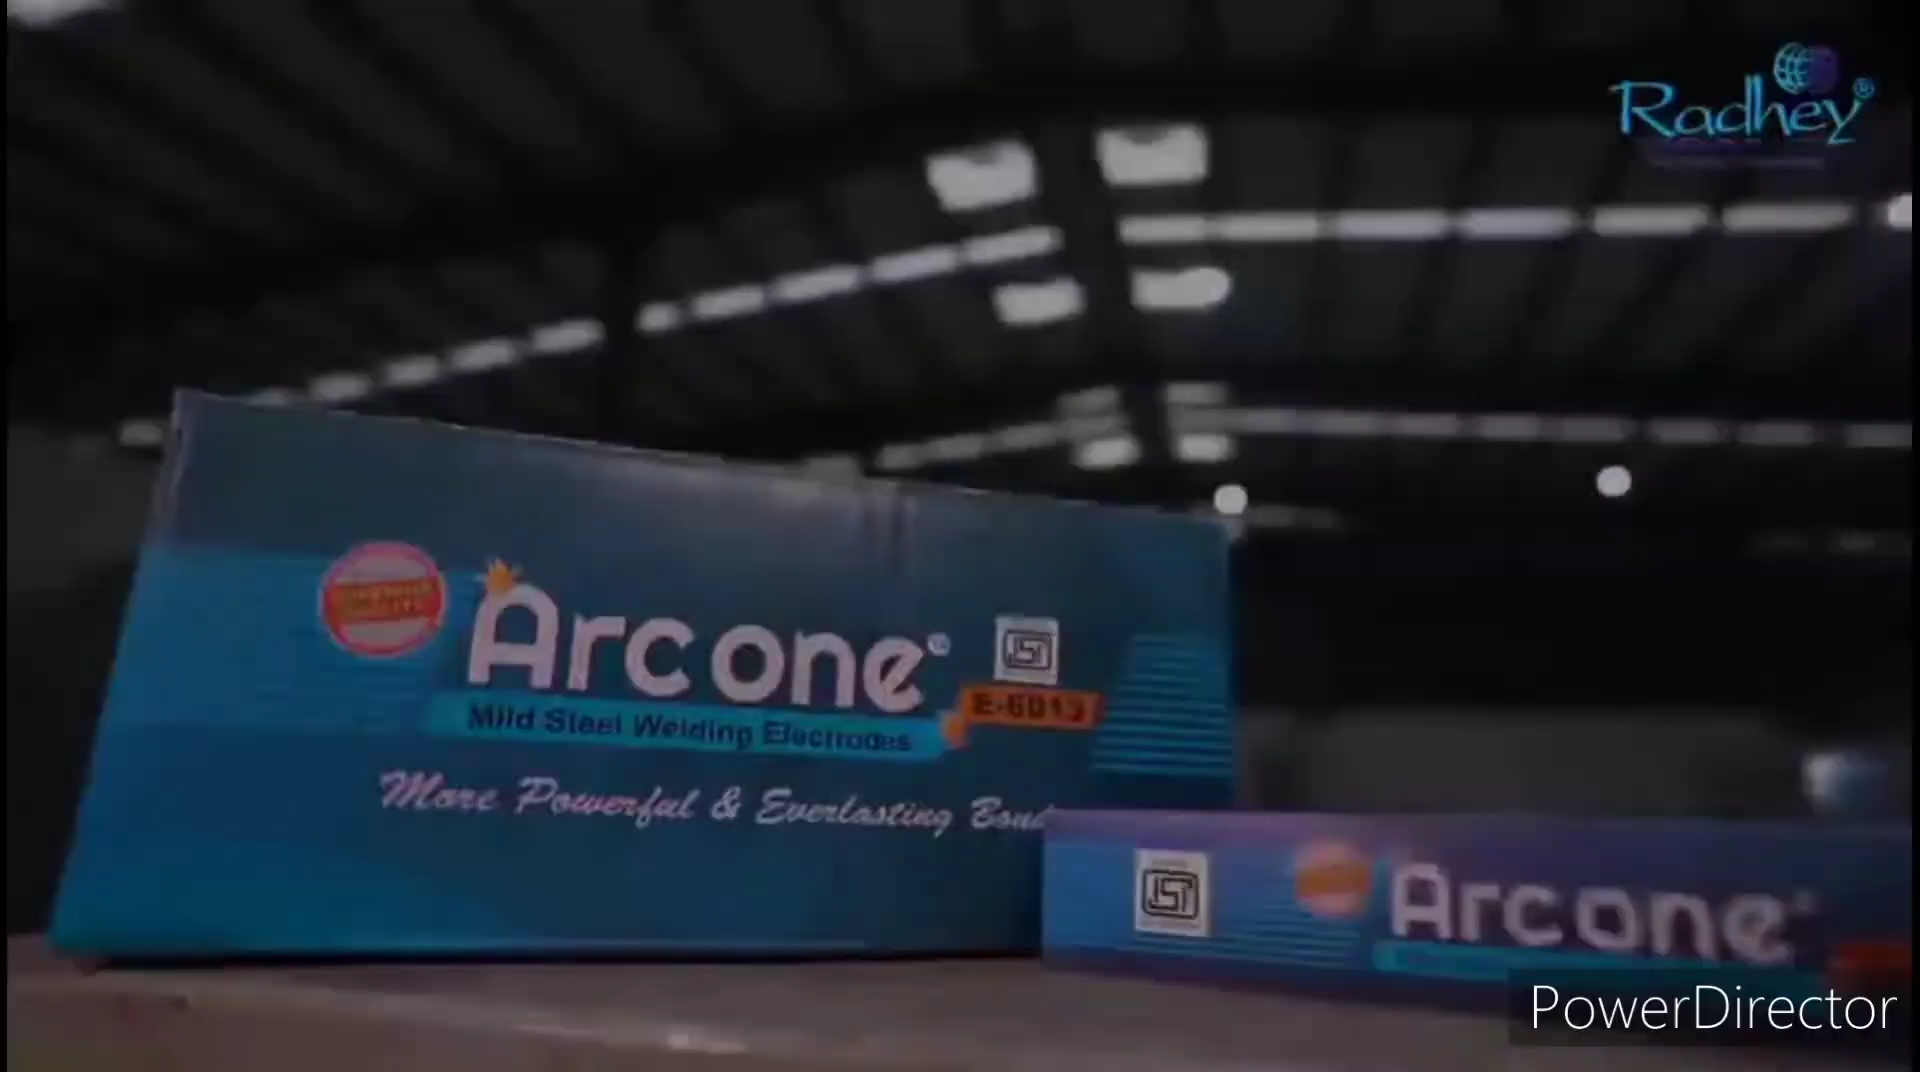 Radhey®
Arcone®
E-6013
Mild Steel Welding Electrodes
More Powerful & Everlasting Bond
Arcone
PowerDirector